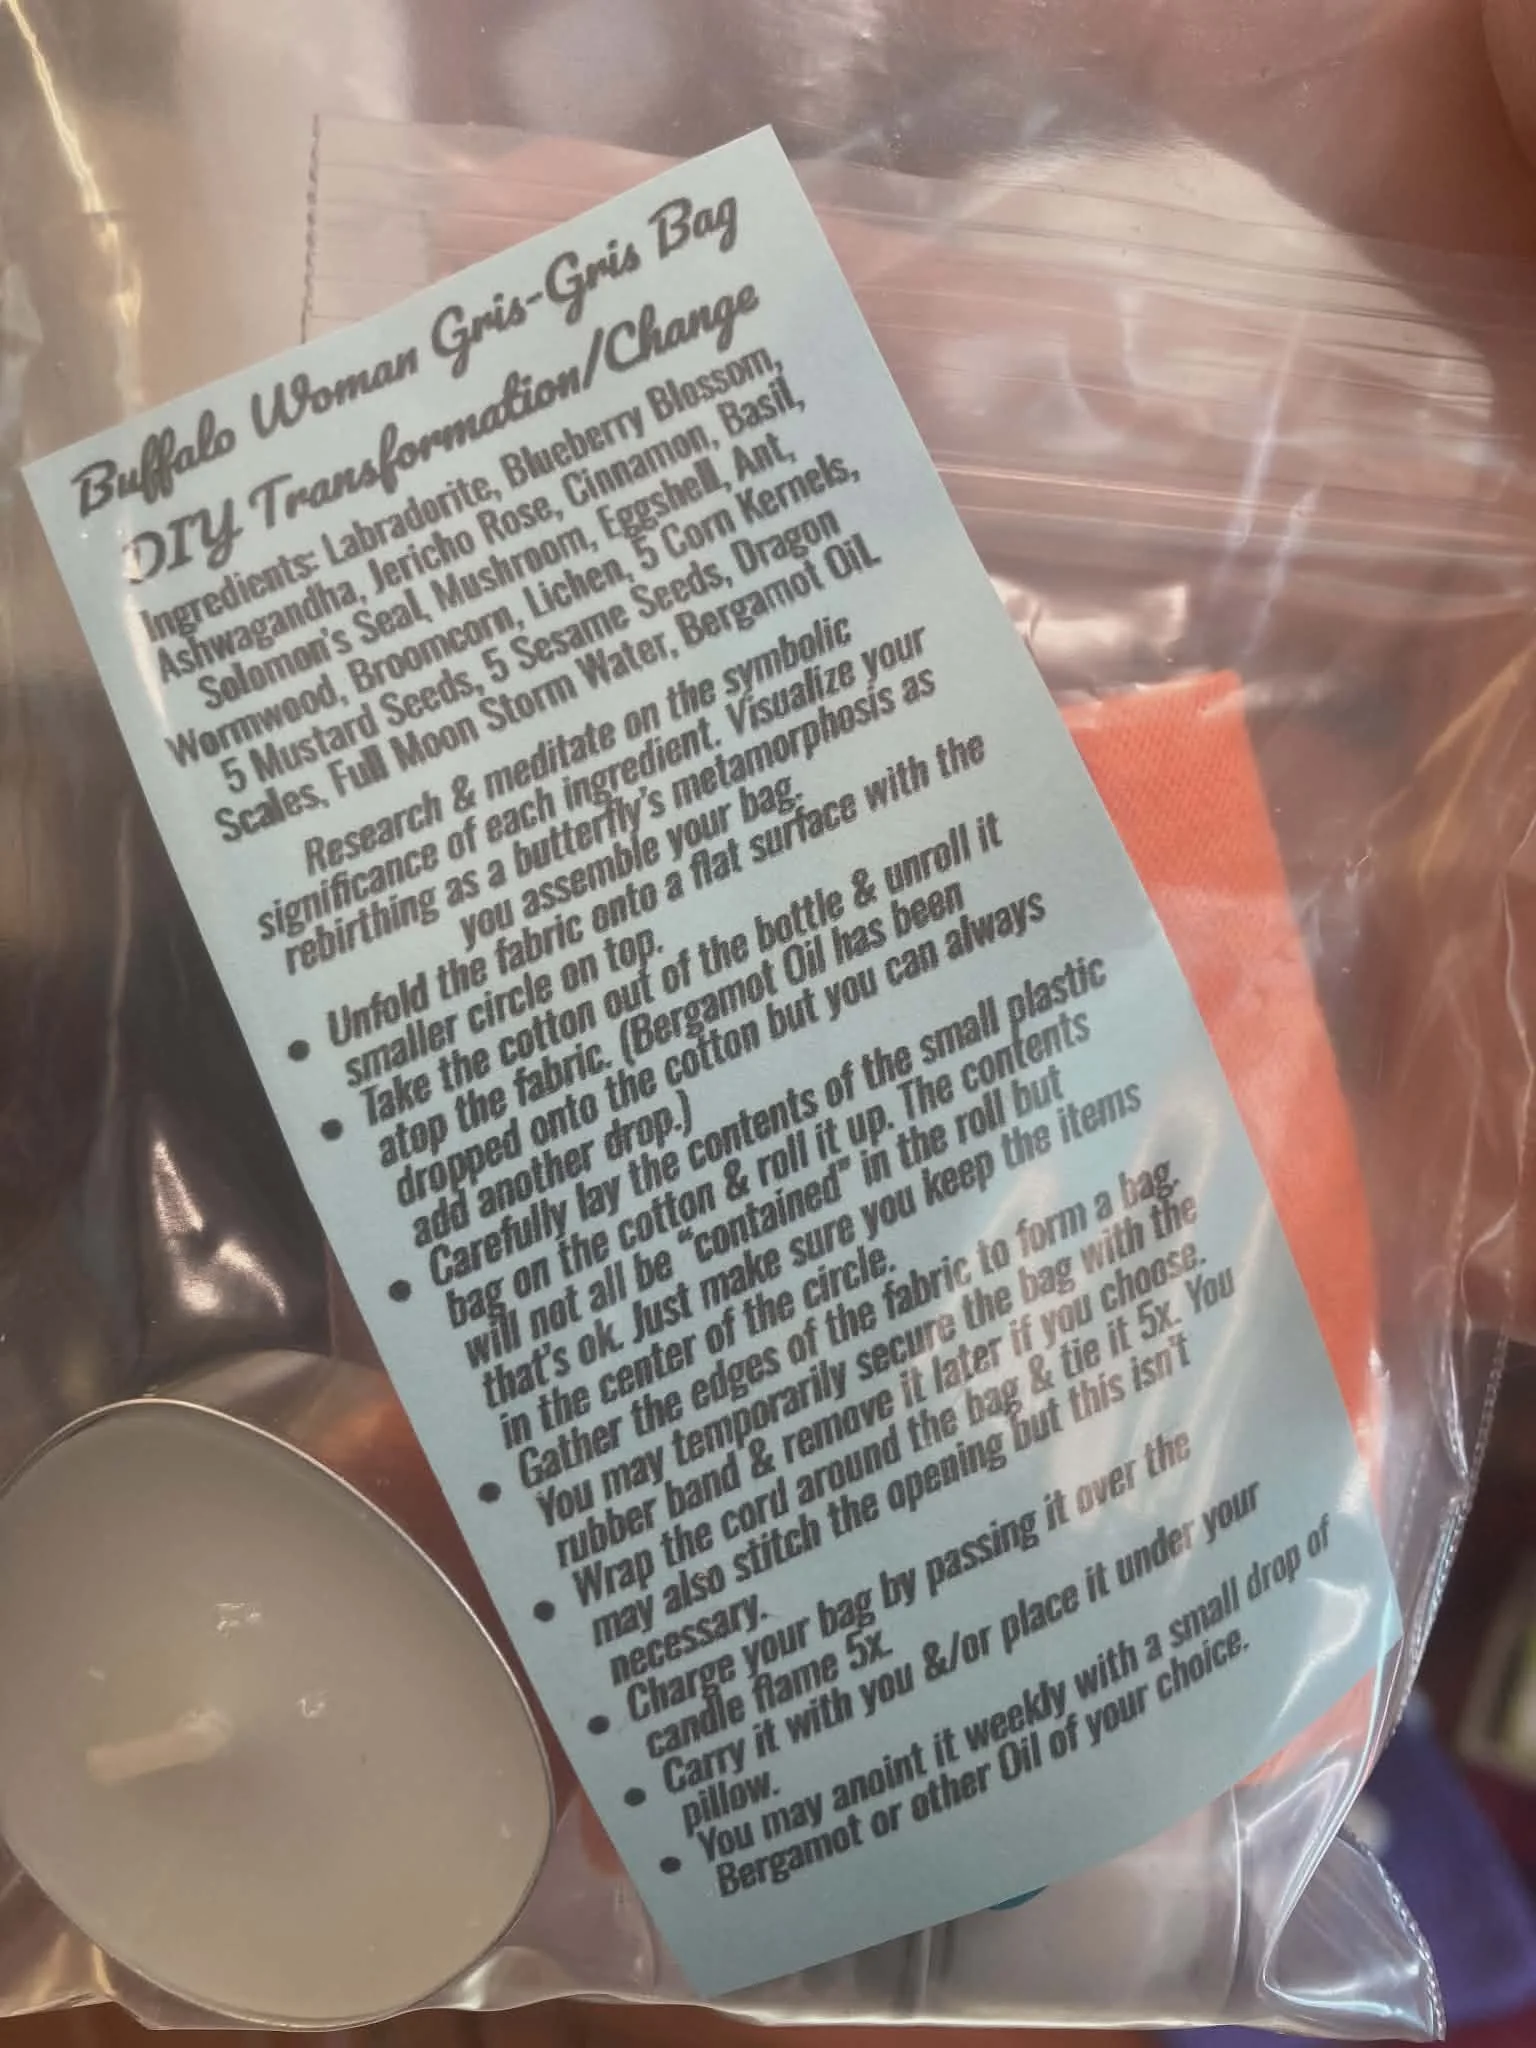 Buffalo Woman Gris-Gris Bag
DIY Transformation/Change
Ingredients: Labradorite, Blueberry Blossom,
Ashwagandha, Jericho Rose, Cinnamon, Basil,
Solomon's Seal, Mushroom, Eggshell, Ant,
Wormwood, Broomcorn, Lichen, 5 Corn Kernels,
5 Mustard Seeds, 5 Sesame Seeds, Dragon
Scales, Full Moon Storm Water, Bergamot Oil.
Research & meditate on the symbolic
significance of each ingredient. Visualize your
rebirthing as a butterfly's metamorphosis as
you assemble your bag.
• Unfold the fabric onto a flat surface with the
smaller circle on top.
• Take the cotton out of the bottle & unroll it
atop the fabric. (Bergamot Oil has been
dropped onto the cotton but you can always
add another drop.)
• Carefully lay the contents of the small plastic
bag on the cotton & roll it up. The contents
will not all be "contained" in the roll but
that's ok. Just make sure you keep the items
in the center of the circle.
• Gather the edges of the fabric to form a bag.
You may temporarily secure the bag with the
rubber band & remove it later if you choose.
• Wrap the cord around the bag & tie it 5x. You
may also stitch the opening but this isn't
necessary.
• Charge your bag by passing it over the
candle flame 5x.
• Carry it with you &/or place it under your
pillow.
• You may anoint it weekly with a small drop of
Bergamot or other Oil of your choice.